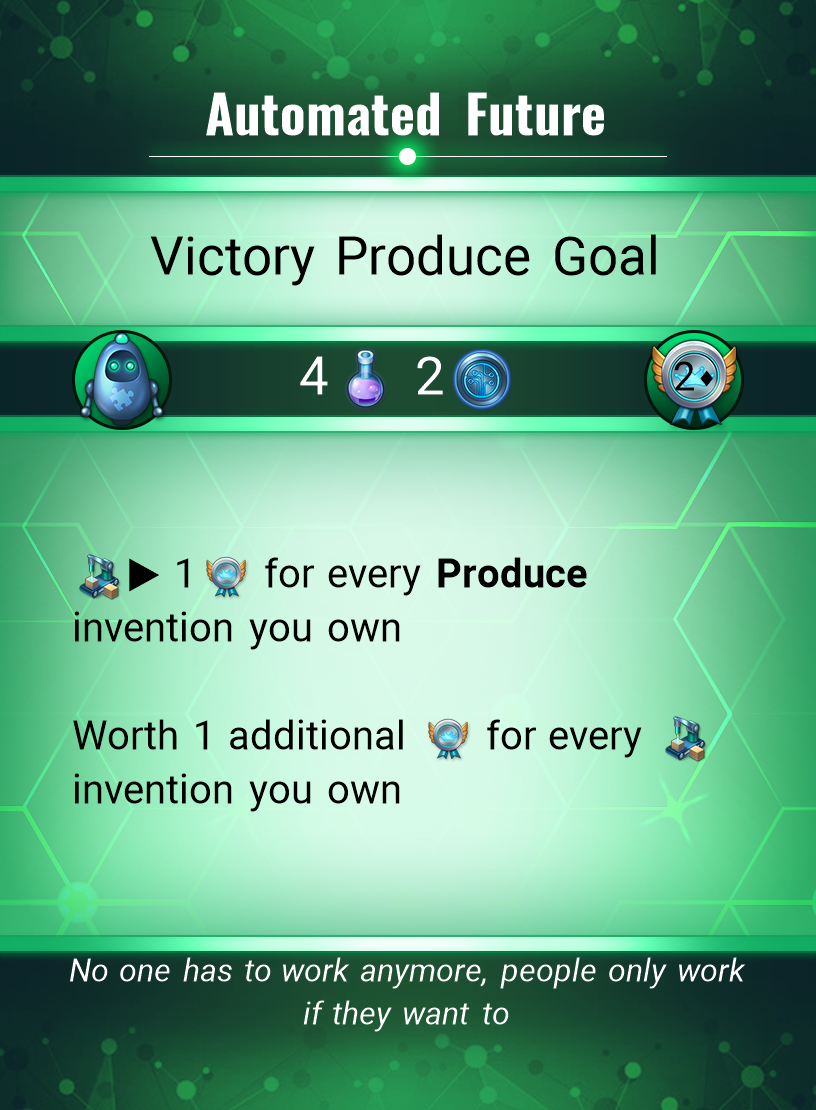 Automated Future
Victory Produce Goal
4 2
2♦
▶ 1 for every Produce
invention you own
Worth 1 additional for every
invention you own
No one has to work anymore, people only work
if they want to